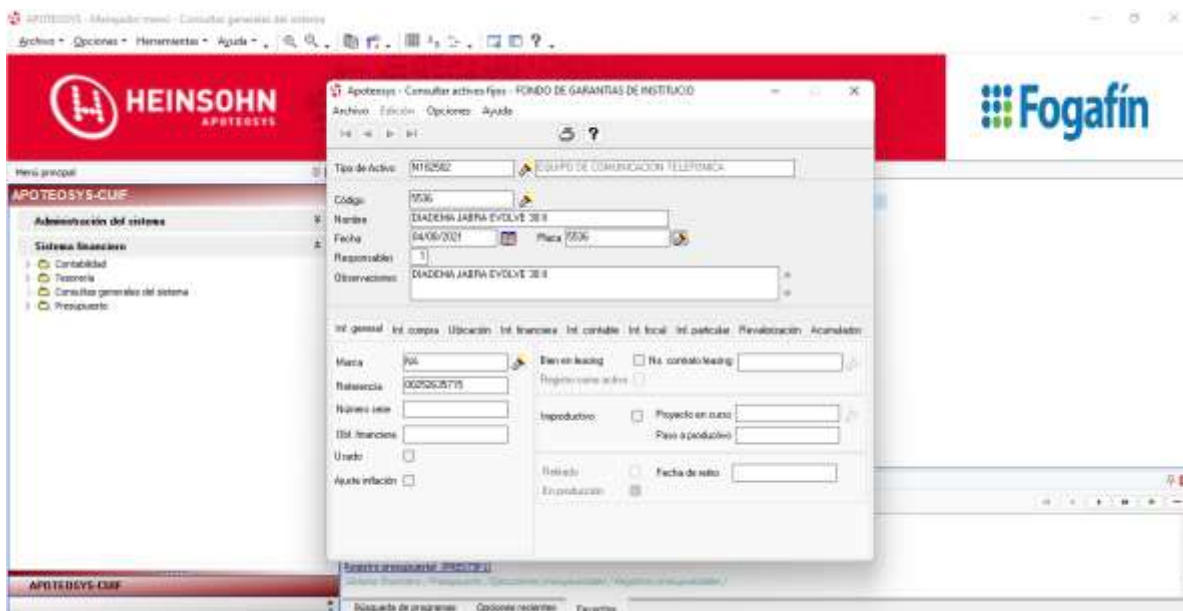 APOTEOSYS - Manejador menú - Consultas generales del sistema
Archivo Opciones Herramientas Ayuda
HEINSOHN
APOTEOSYS
Fogafín
Menú principal
APOTEOSYS-CUIF
Administración del sistema
Sistema financiero
Contabilidad
Tesorería
Consultas generales del sistema
Presupuesto
APOTEOSYS-CUIF
Apoteosys - Consultar activos fijos - FONDO DE GARANTIAS DE INSTITUCIO
Archivo Edición Opciones Ayuda
Tipo de Activo N162502 EQUIPO DE COMUNICACION TELEFONICA
Código 5536
Nombre DIADEMA JABRA EVOLVE 30 II
Fecha 04/08/2021 Placa 5536
Responsables 1
Observaciones DIADEMA JABRA EVOLVE 30 II
Inf. general Inf. compra Ubicación Inf. financiera Inf. contable Inf. fiscal Inf. particular Revalorización Acumulados
Marca NA Bien en leasing No. contrato leasing
Registro como activo
Referencia
Número serie
Improductivo Proyecto en curso
Obl. financiera Paso a productivo
Usado
Retirado Fecha de retiro
Ajuste inflación
En producción
Búsqueda de programas Opciones recientes Favoritos